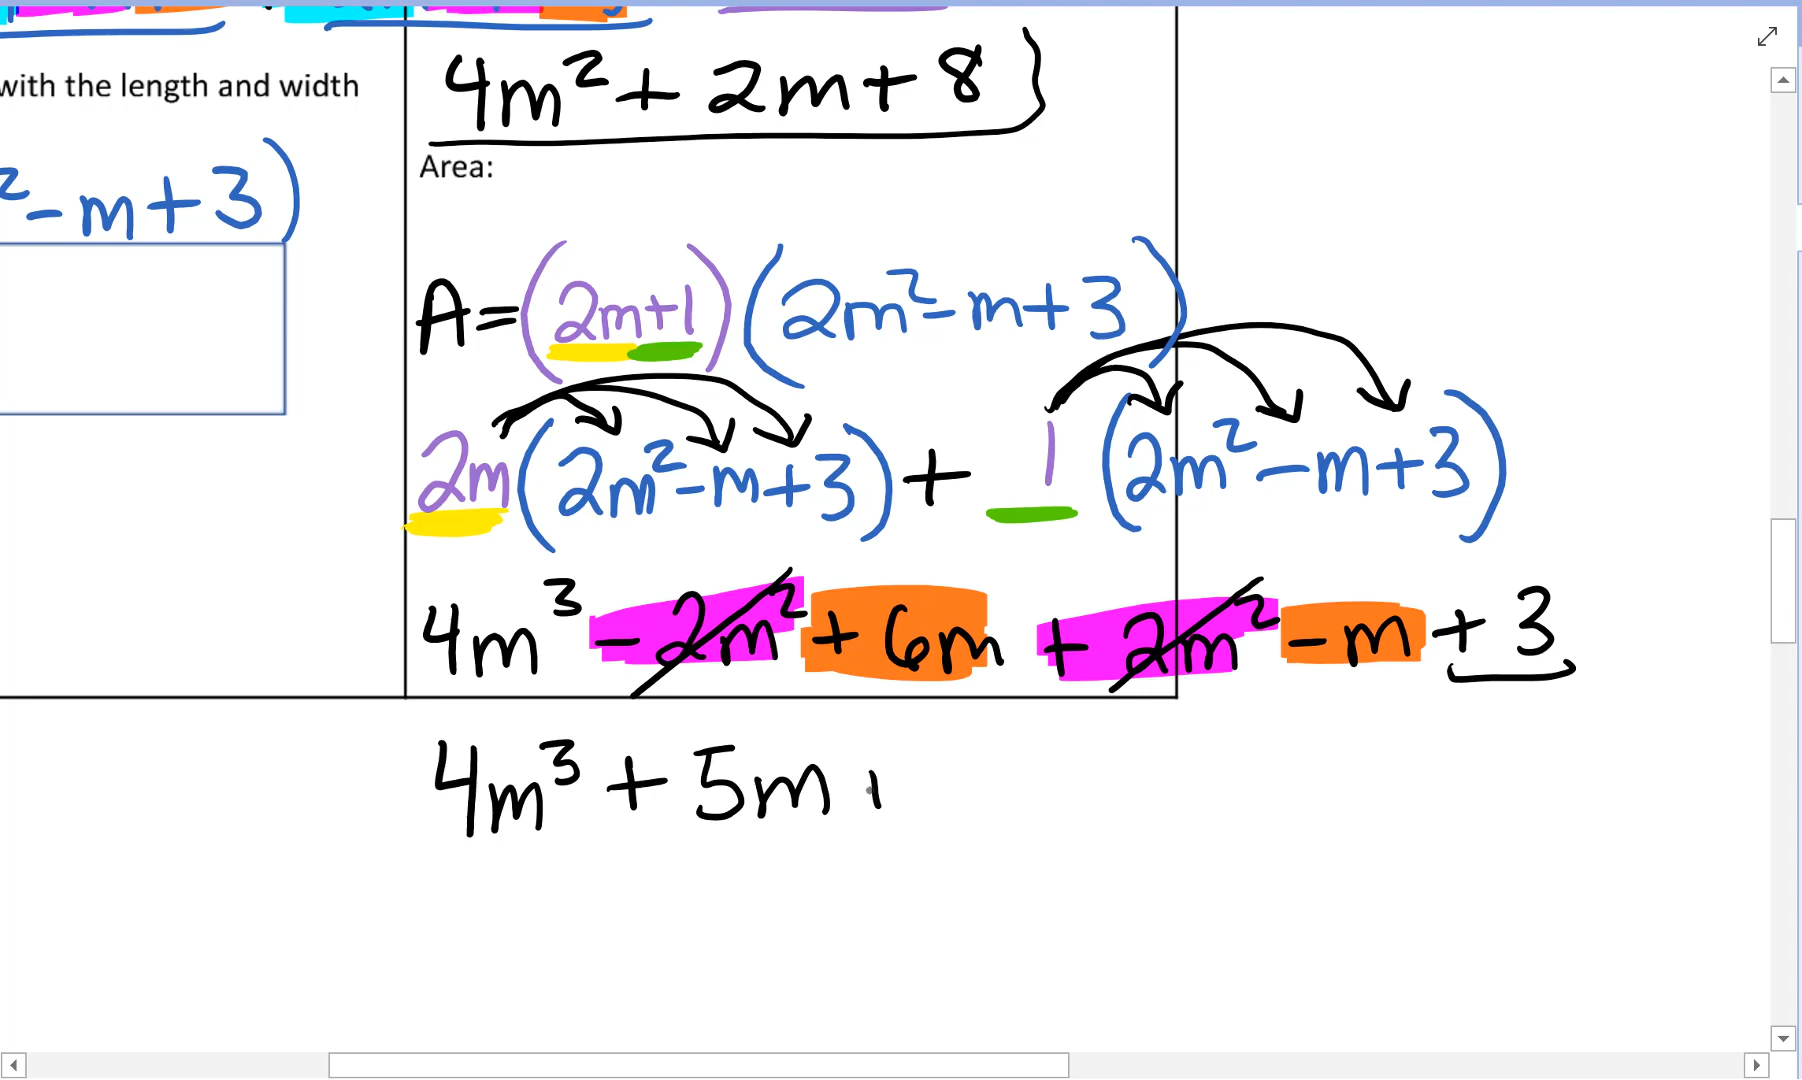 4m² + 2m + 8
with the length and width
Area:
² - m + 3)
A = (2m+1)(2m² - m + 3)
2m(2m² - m + 3) + 1(2m² - m + 3)
4m³ - 2m² + 6m + 2m² - m + 3
4m³ + 5m